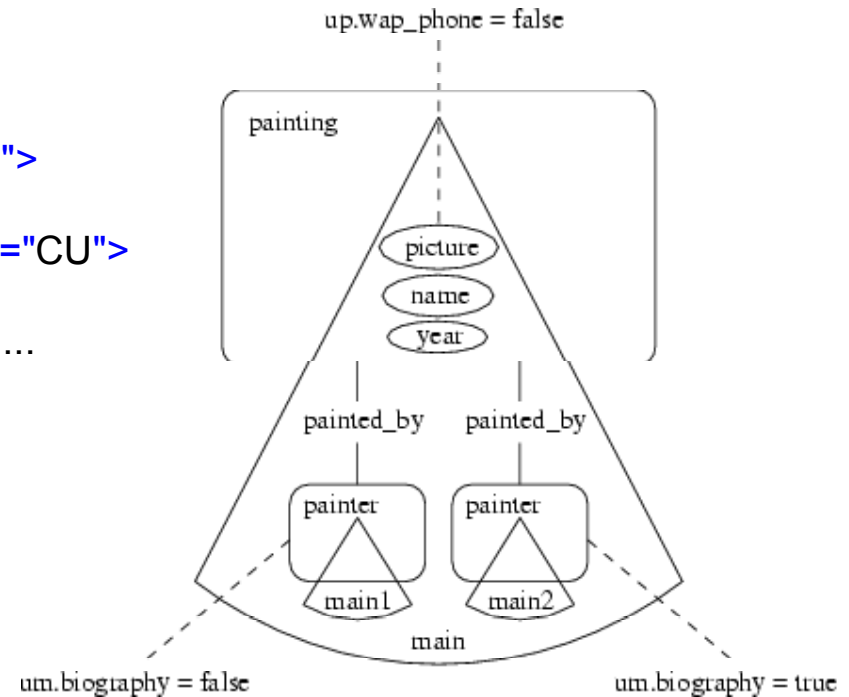 up.wap_phone = false
painting
">
="CU">
picture
name
year
...
painted_by painted_by
painter painter
main1 main2
main
um.biography = false um.biography = true